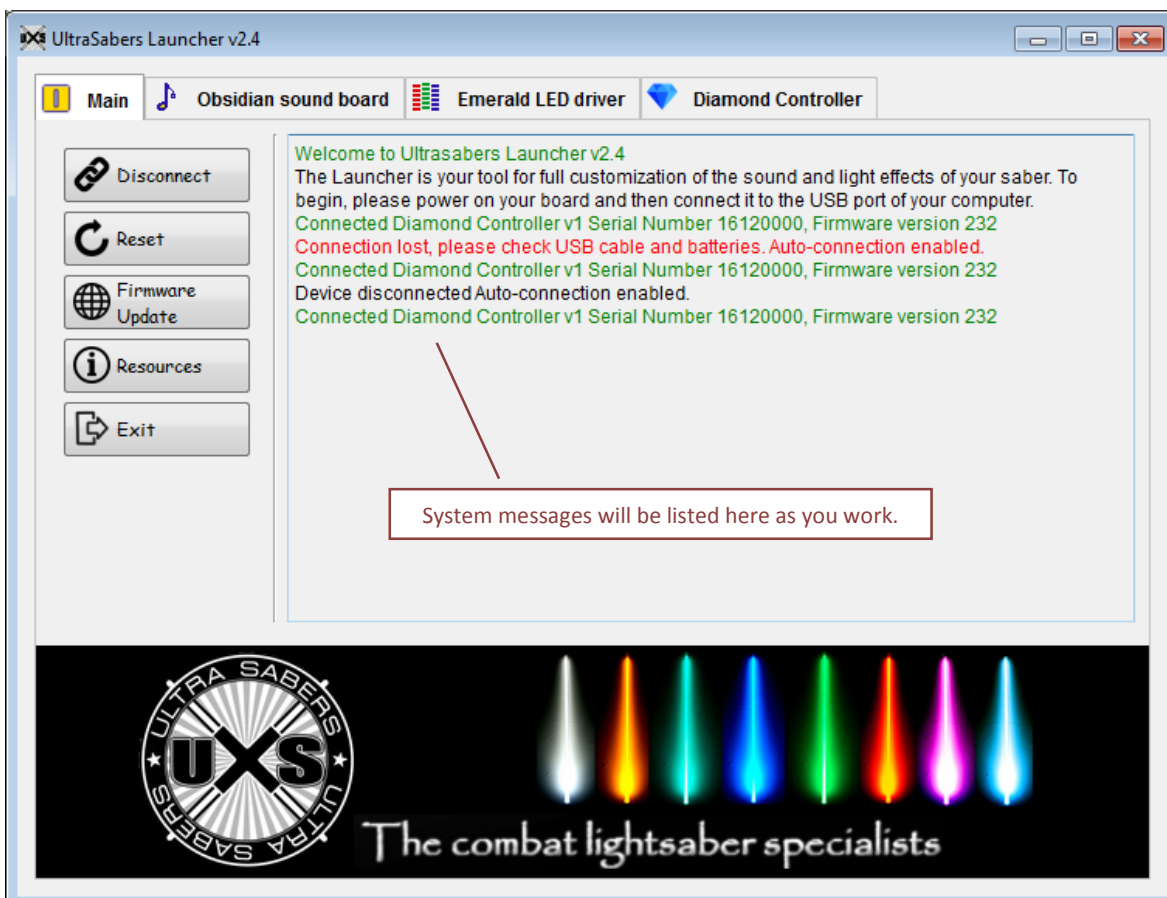 UltraSabers Launcher v2.4
Main
Obsidian sound board
Emerald LED driver
Diamond Controller
Disconnect
Reset
Firmware
Update
Resources
Exit
Welcome to Ultrasabers Launcher v2.4
The Launcher is your tool for full customization of the sound and light effects of your saber. To
begin, please power on your board and then connect it to the USB port of your computer.
Connected Diamond Controller v1 Serial Number 16120000, Firmware version 232
Connection lost, please check USB cable and batteries. Auto-connection enabled.
Connected Diamond Controller v1 Serial Number 16120000, Firmware version 232
Device disconnected Auto-connection enabled.
Connected Diamond Controller v1 Serial Number 16120000, Firmware version 232
System messages will be listed here as you work.
ULTRA SABERS
UXS
ULTRA SABERS
The combat lightsaber specialists